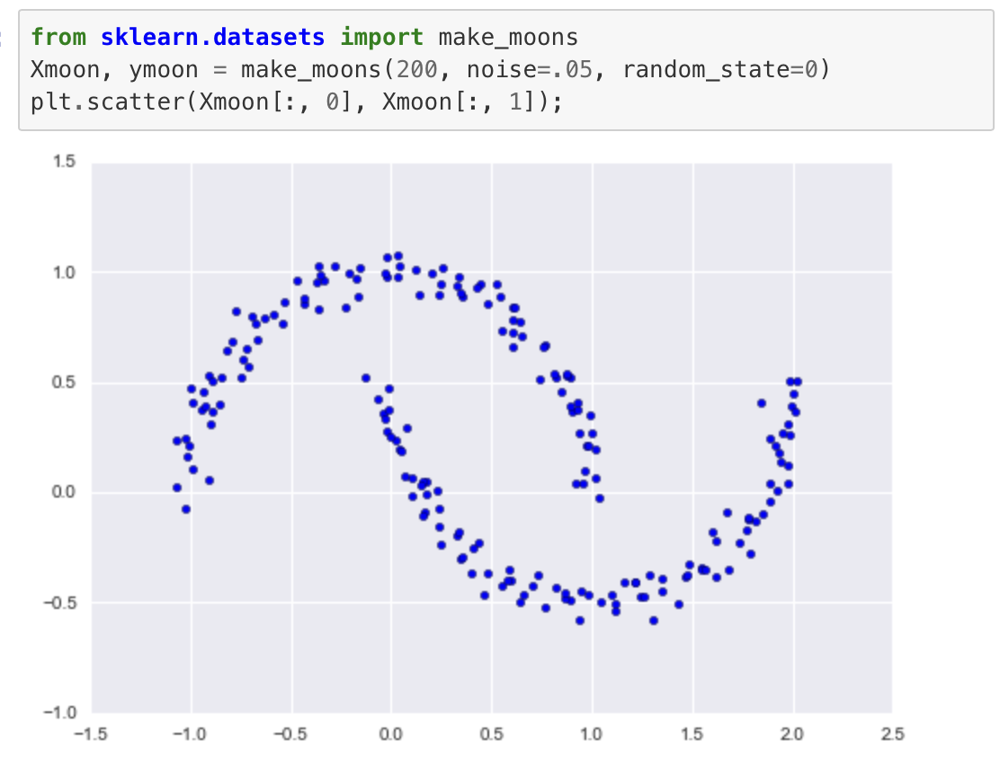 from sklearn.datasets import make_moons
Xmoon, ymoon = make_moons(200, noise=.05, random_state=0)
plt.scatter(Xmoon[:, 0], Xmoon[:, 1]);
1.5
1.0
0.5
0.0
−0.5
−1.0
−1.5 −1.0 −0.5 0.0 0.5 1.0 1.5 2.0 2.5